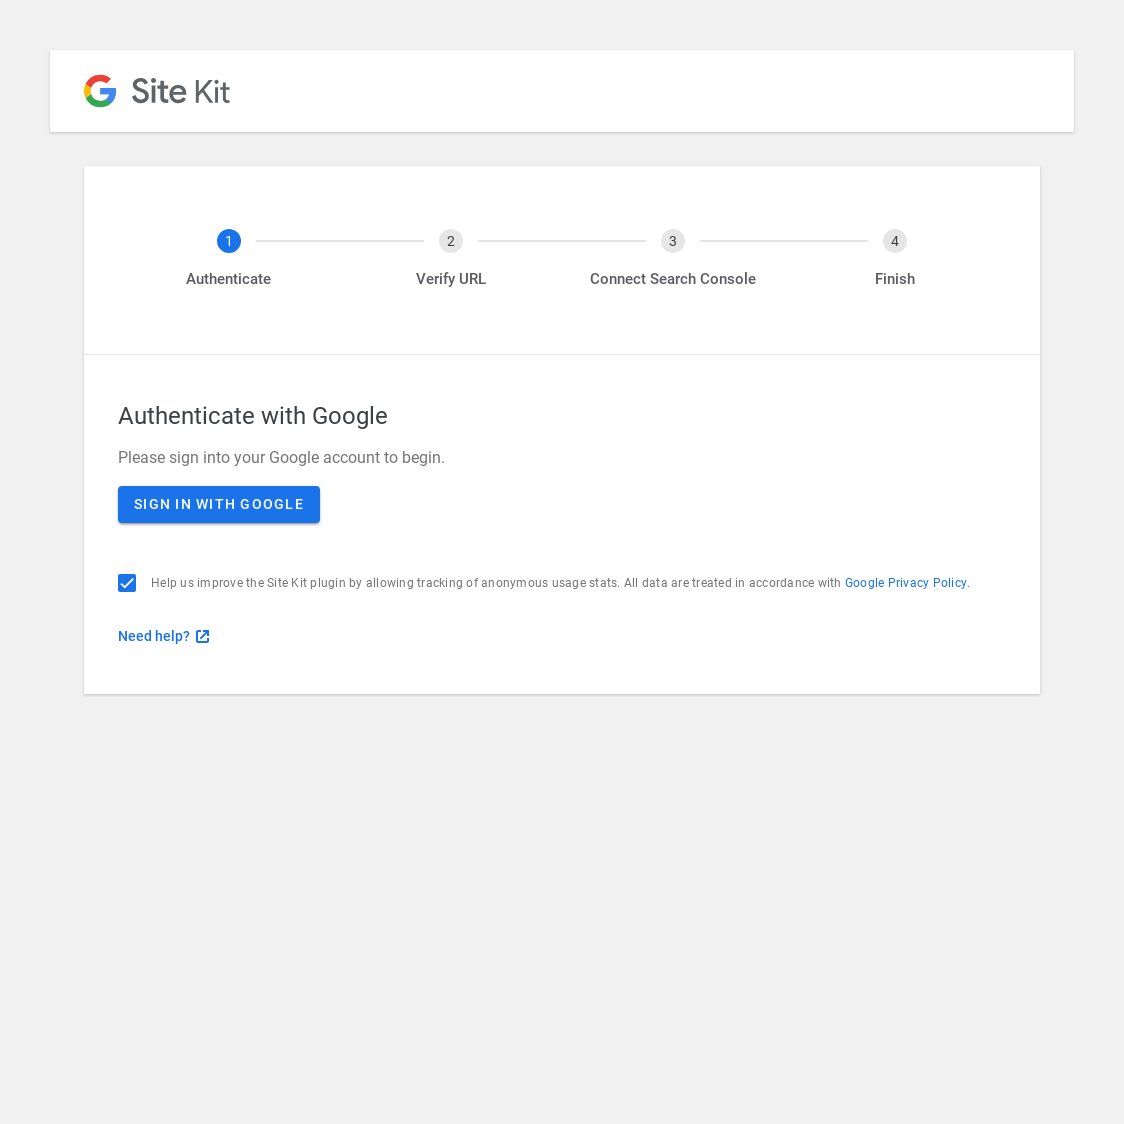 G Site Kit
1 2 3 4
Authenticate Verify URL Connect Search Console Finish
Authenticate with Google
Please sign into your Google account to begin.
SIGN IN WITH GOOGLE
Help us improve the Site Kit plugin by allowing tracking of anonymous usage stats. All data are treated in accordance with Google Privacy Policy.
Need help?